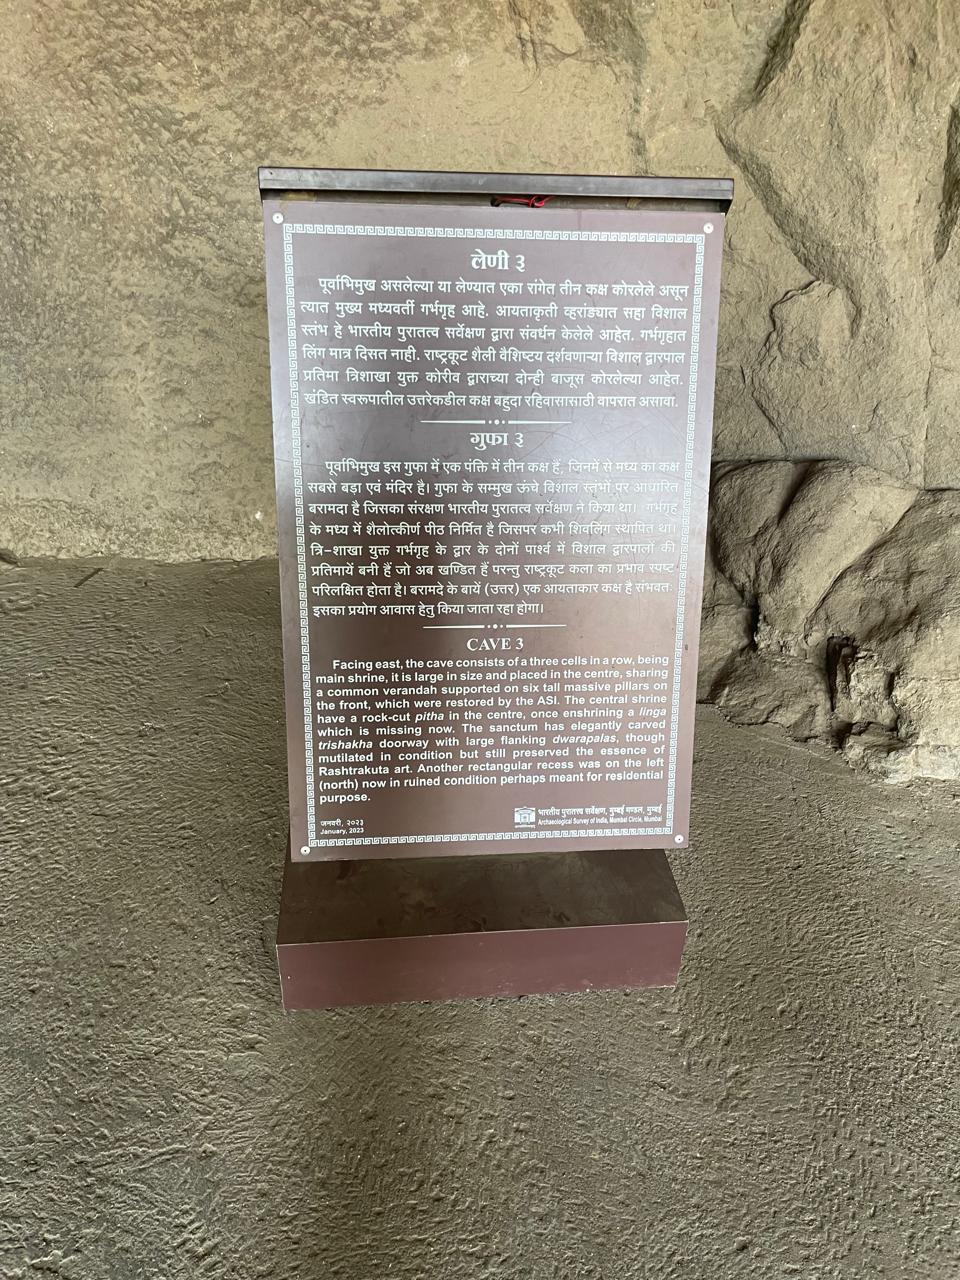 लेणी ३
पूर्वाभिमुख असलेल्या या लेण्यात एका रांगेत तीन कक्ष कोरलेले असून
त्यात मुख्य मध्यवर्ती गर्भगृह आहे. आयताकृती व्हरांड्यात सहा विशाल
स्तंभ हे भारतीय पुरातत्व सर्वेक्षण द्वारा संवर्धन केलेले आहेत. गर्भगृहात
लिंग मात्र दिसत नाही. राष्ट्रकूट शैली वैशिष्टय दर्शवणाऱ्या विशाल द्वारपाल
प्रतिमा त्रिशाखा युक्त कोरीव द्वाराच्या दोन्ही बाजूस कोरलेल्या आहेत.
खंडित स्वरूपातील उत्तरेकडील कक्ष बहुदा रहिवासासाठी वापरात असावा.
गुफा ३
पूर्वाभिमुख इस गुफा में एक पंक्ति में तीन कक्ष हैं, जिनमें से मध्य का कक्ष
सबसे बड़ा एवं मंदिर है। गुफा के सम्मुख ऊंचे विशाल स्तंभों पर आधारित
बरामदा है जिसका संरक्षण भारतीय पुरातत्व सर्वेक्षण ने किया था। गर्भगृह
के मध्य में शैलोत्कीर्ण पीठ निर्मित है जिसपर कभी शिवलिंग स्थापित था।
त्रि-शाखा युक्त गर्भगृह के द्वार के दोनों पार्श्व में विशाल द्वारपालों की
प्रतिमायें बनी हैं जो अब खण्डित हैं परन्तु राष्ट्रकूट कला का प्रभाव स्पष्ट
परिलक्षित होता है। बरामदे के बायें (उत्तर) एक आयताकार कक्ष है संभवतः
इसका प्रयोग आवास हेतु किया जाता रहा होगा।
CAVE 3
Facing east, the cave consists of a three cells in a row, being
main shrine, it is large in size and placed in the centre, sharing
a common verandah supported on six tall massive pillars on
the front, which were restored by the ASI. The central shrine
have a rock-cut pitha in the centre, once enshrining a linga
which is missing now. The sanctum has elegantly carved
trishakha doorway with large flanking dwarapalas, though
mutilated in condition but still preserved the essence of
Rashtrakuta art. Another rectangular recess was on the left
(north) now in ruined condition perhaps meant for residential
purpose.
जनवरी, २०२३
January, 2023
भारतीय पुरातत्त्व सर्वेक्षण, मुम्बई मण्डल, मुम्बई
Archaeological Survey of India, Mumbai Circle, Mumbai